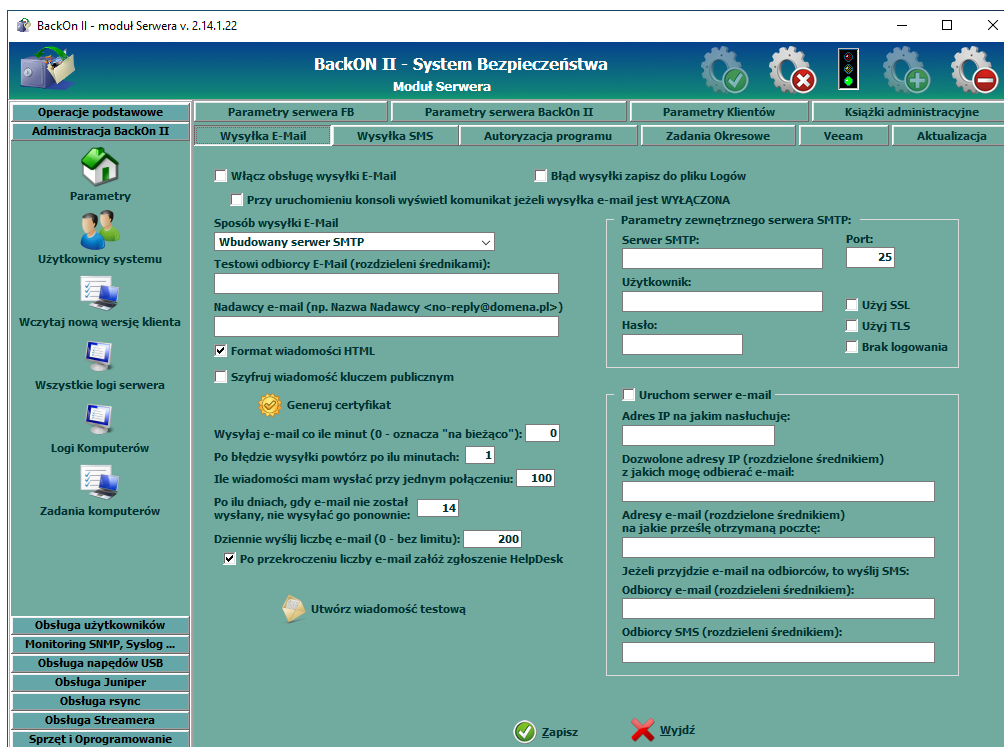 BackOn II - moduł Serwera v. 2.14.1.22
BackON II - System Bezpieczeństwa
Moduł Serwera
Operacje podstawowe
Administracja BackOn II
Parametry
Użytkownicy systemu
Wczytaj nową wersję klienta
Wszystkie logi serwera
Logi Komputerów
Zadania komputerów
Obsługa użytkowników
Monitoring SNMP, Syslog ...
Obsługa napędów USB
Obsługa Juniper
Obsługa rsync
Obsługa Streamera
Sprzęt i Oprogramowanie
Parametry serwera FB
Parametry serwera BackOn II
Parametry Klientów
Książki administracyjne
Wysyłka E-Mail
Wysyłka SMS
Autoryzacja programu
Zadania Okresowe
Veeam
Aktualizacja
Włącz obsługę wysyłki E-Mail
Błąd wysyłki zapisz do pliku Logów
Przy uruchomieniu konsoli wyświetl komunikat jeżeli wysyłka e-mail jest WYŁĄCZONA
Sposób wysyłki E-Mail
Wbudowany serwer SMTP
Testowi odbiorcy E-Mail (rozdzieleni średnikami):
Nadawcy e-mail (np. Nazwa Nadawcy <no-reply@domena.pl>)
Format wiadomości HTML
Szyfruj wiadomość kluczem publicznym
Generuj certyfikat
Wysyłaj e-mail co ile minut (0 - oznacza "na bieżąco"): 0
Po błędzie wysyłki powtórz po ilu minutach: 1
Ile wiadomości mam wysłać przy jednym połączeniu: 100
Po ilu dniach, gdy e-mail nie został
wysłany, nie wysyłać go ponownie: 14
Dziennie wyślij liczbę e-mail (0 - bez limitu): 200
Po przekroczeniu liczby e-mail załóż zgłoszenie HelpDesk
Utwórz wiadomość testową
Parametry zewnętrznego serwera SMTP:
Serwer SMTP:
Port:
25
Użytkownik:
Użyj SSL
Hasło:
Użyj TLS
Brak logowania
Uruchom serwer e-mail
Adres IP na jakim nasłuchuję:
Dozwolone adresy IP (rozdzielone średnikiem)
z jakich mogę odbierać e-mail:
Adresy e-mail (rozdzielone średnikiem)
na jakie prześlę otrzymaną pocztę:
Jeżeli przyjdzie e-mail na odbiorców, to wyślij SMS:
Odbiorcy e-mail (rozdzieleni średnikiem):
Odbiorcy SMS (rozdzieleni średnikiem):
Zapisz
Wyjdź